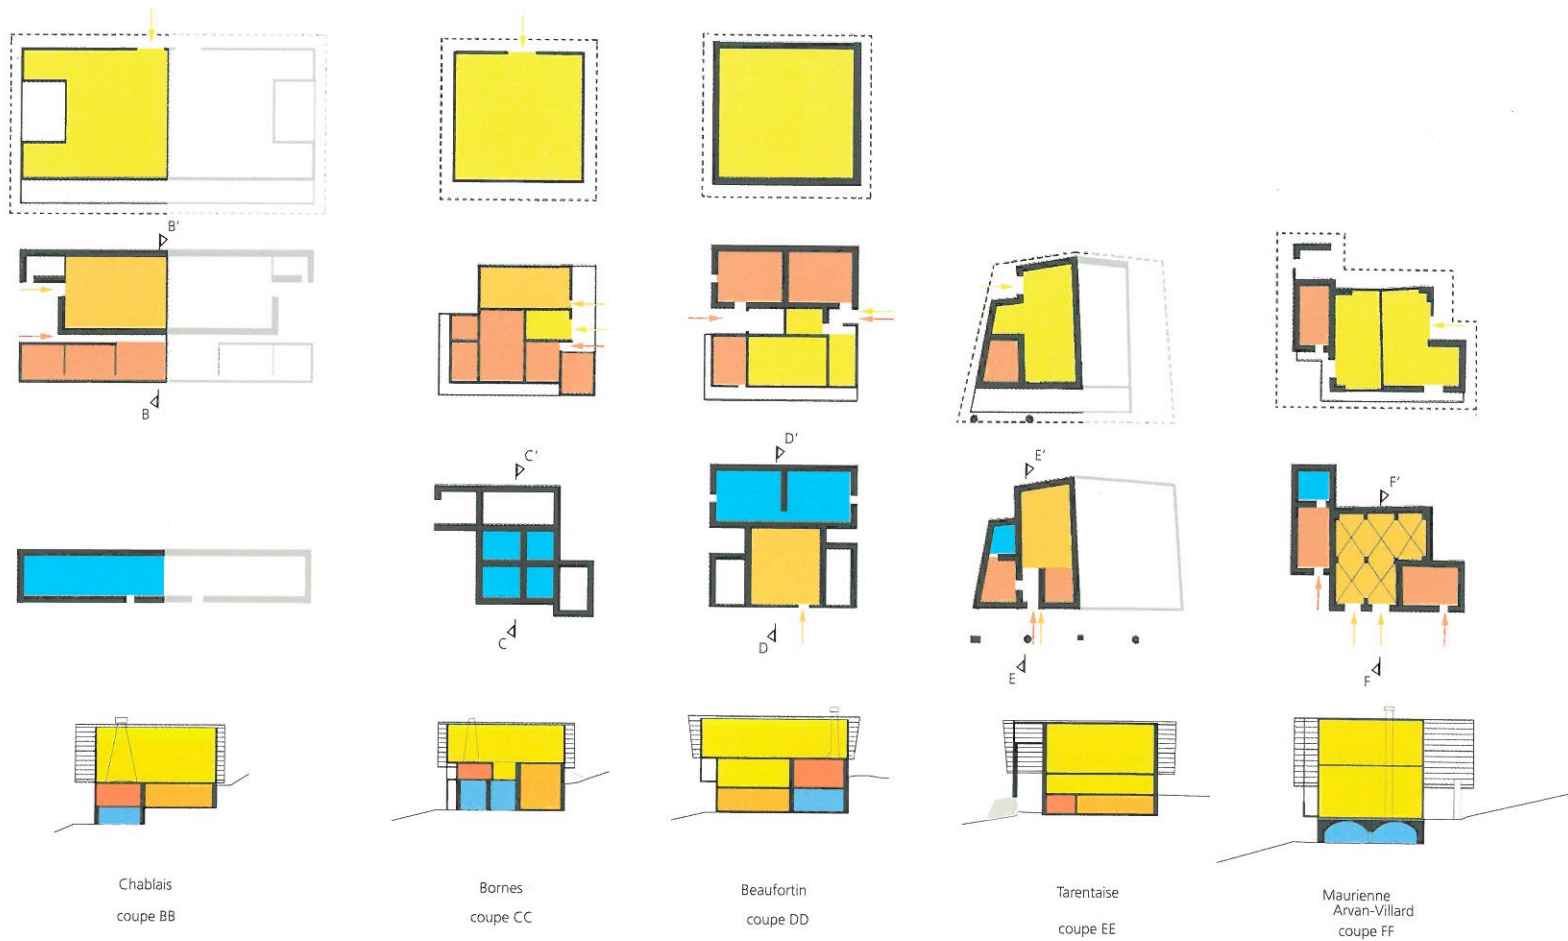 B'
B
C'
D'
E'
F'
C
D
E
F
Chablais
coupe BB
Bornes
coupe CC
Beaufortin
coupe DD
Tarentaise
coupe EE
Maurienne
Arvan-Villard
coupe FF